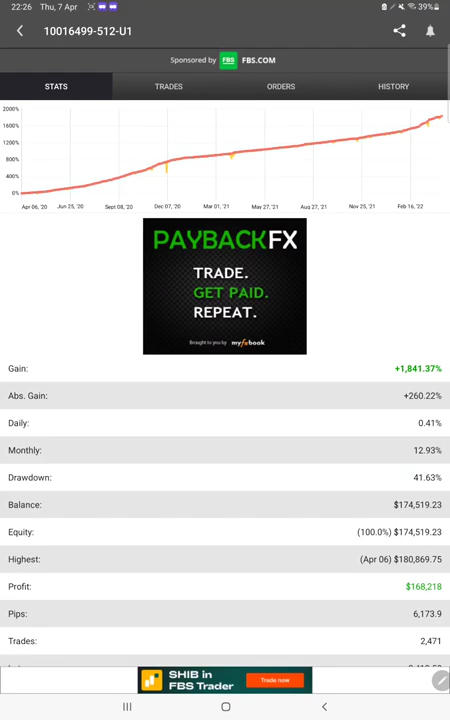 22:26 Thu, 7 Apr 39%
10016499-512-U1
Sponsored by FBS FBS.COM
STATS TRADES ORDERS HISTORY
2000%
1600%
1200%
800%
400%
0%
Apr 06, '20 Jun 25, '20 Sept 08, '20 Dec 07, '20 Mar 01, '21 May 27, '21 Aug 27, '21 Nov 25, '21 Feb 16, '22
PAYBACKFX
TRADE.
GET PAID.
REPEAT.
Brought to you by myfxbook
Gain: +1,841.37%
Abs. Gain: +260.22%
Daily: 0.41%
Monthly: 12.93%
Drawdown: 41.63%
Balance: $174,519.23
Equity: (100.0%) $174,519.23
Highest: (Apr 06) $180,869.75
Profit: $168,218
Pips: 6,173.9
Trades: 2,471
SHIB in
FBS Trader
Trade now